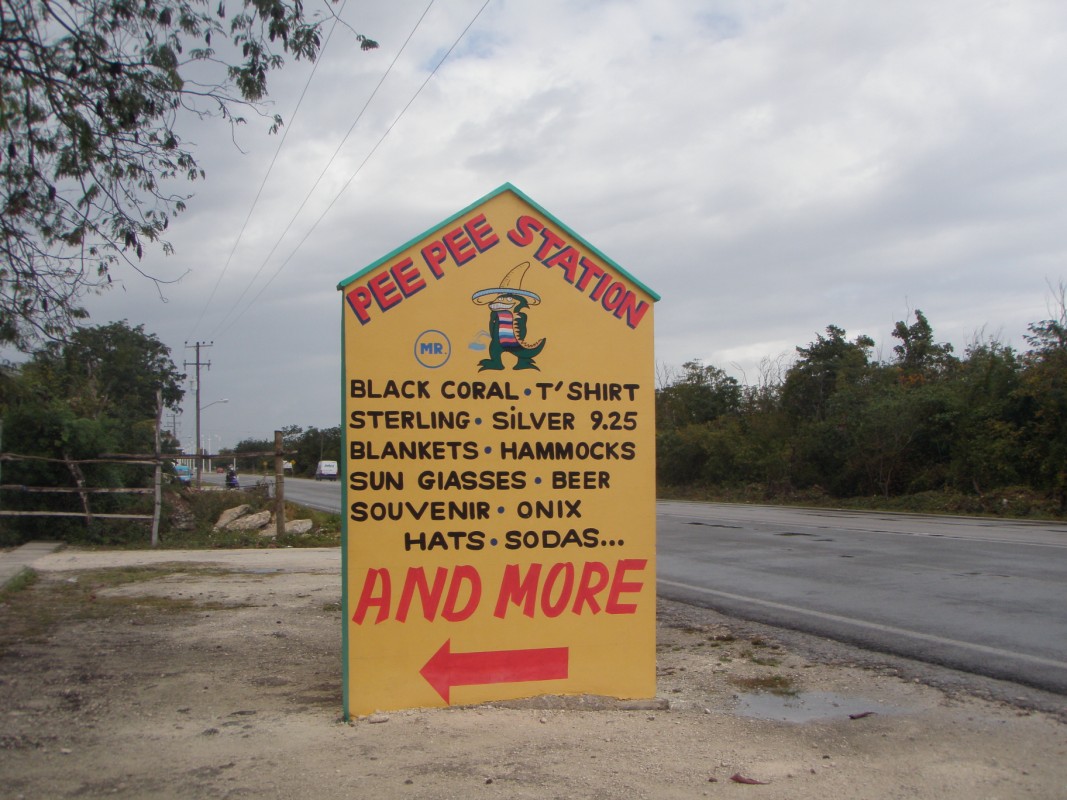 PEE PEE STATION
MR.
BLACK CORAL • T'SHIRT
STERLING • SiLVER 9.25
BLANKETS • HAMMOCKS
SUN GIASSES • BEER
SOUVENIR • ONIX
HATS • SODAS...
AND MORE